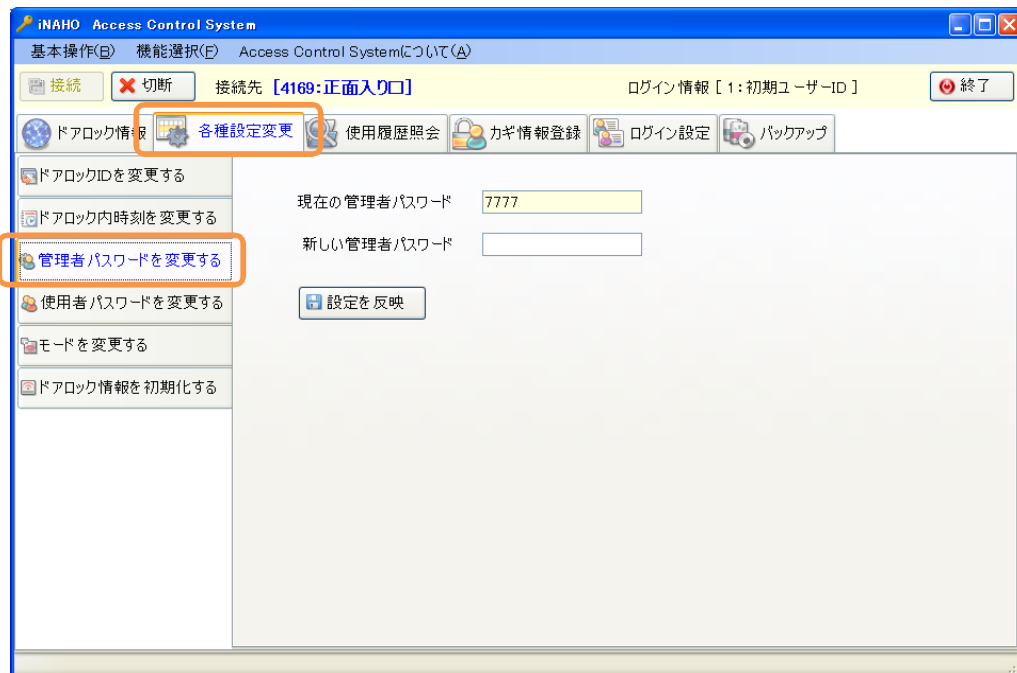 iNAHO Access Control System
基本操作(B) 機能選択(F) Access Control Systemについて(A)
接続 切断 接続先 [4169:正面入り口] ログイン情報 [ 1:初期ユーザーID ] 終了
ドアロック情報 各種設定変更 使用履歴照会 カギ情報登録 ログイン設定 バックアップ
ドアロックIDを変更する
現在の管理者パスワード 7777
ドアロック内時刻を変更する
新しい管理者パスワード
管理者パスワードを変更する
使用者パスワードを変更する
設定を反映
モードを変更する
ドアロック情報を初期化する